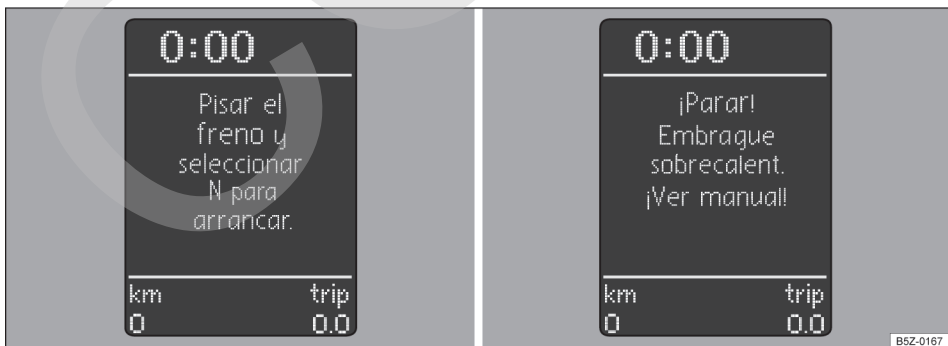 0:00
Pisar el
freno y
seleccionar
N para
arrancar.
km trip
0 0.0
0:00
¡Parar!
Embrague
sobrecalent.
¡Ver manual!
km trip
0 0.0
B5Z-0167